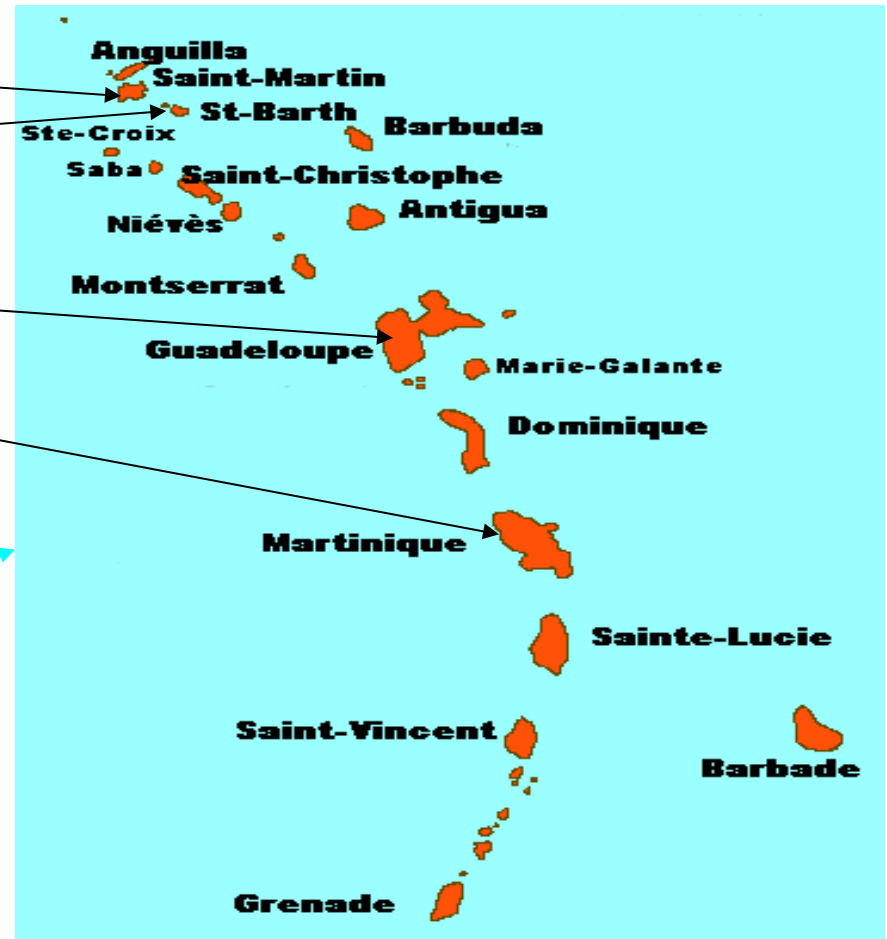 Anguilla
Saint-Martin
St-Barth
Barbuda
Ste-Croix
Saba
Saint-Christophe
Antigua
Niévès
Montserrat
Guadeloupe
Marie-Galante
Dominique
Martinique
Sainte-Lucie
Saint-Vincent
Barbade
Grenade